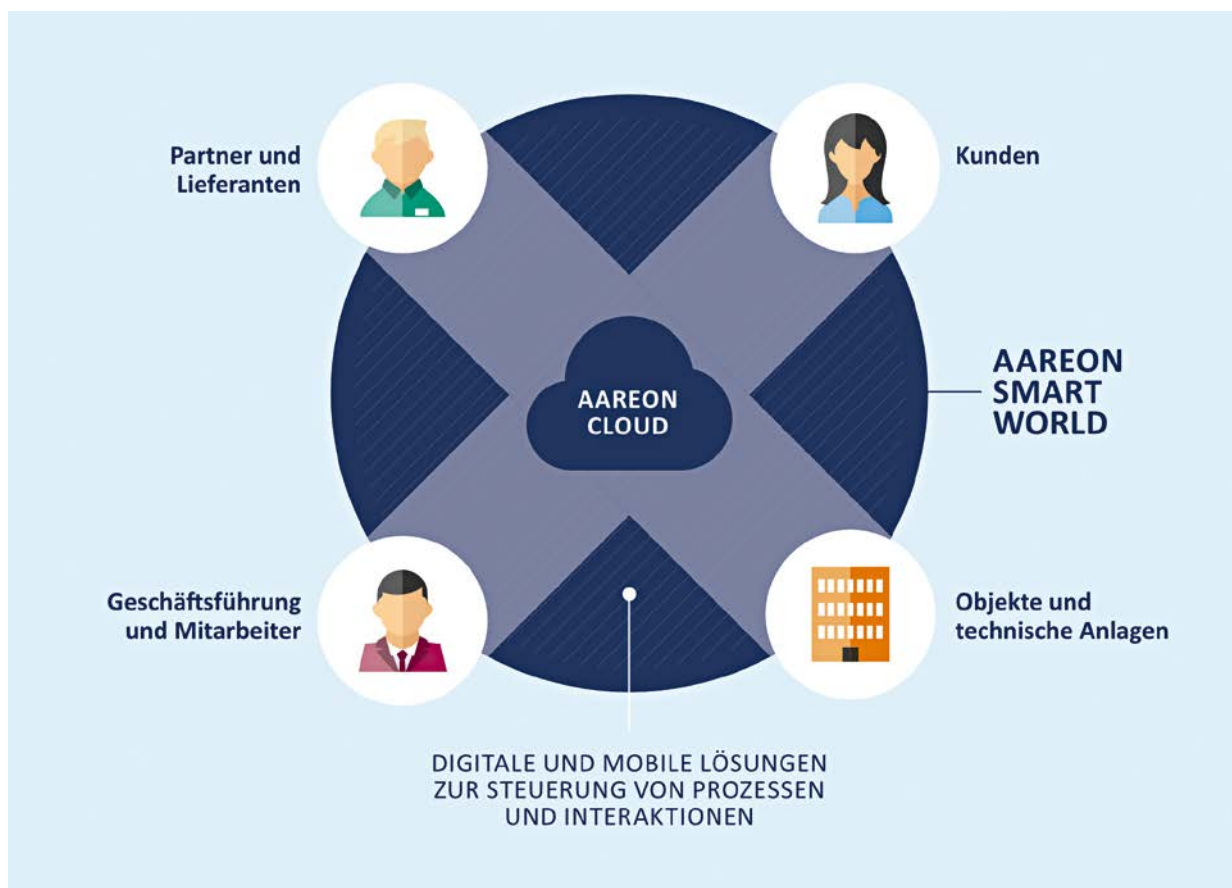 Partner und
Lieferanten
Kunden
AAREON
CLOUD
AAREON
SMART
WORLD
Geschäftsführung
und Mitarbeiter
Objekte und
technische Anlagen
DIGITALE UND MOBILE LÖSUNGEN
ZUR STEUERUNG VON PROZESSEN
UND INTERAKTIONEN